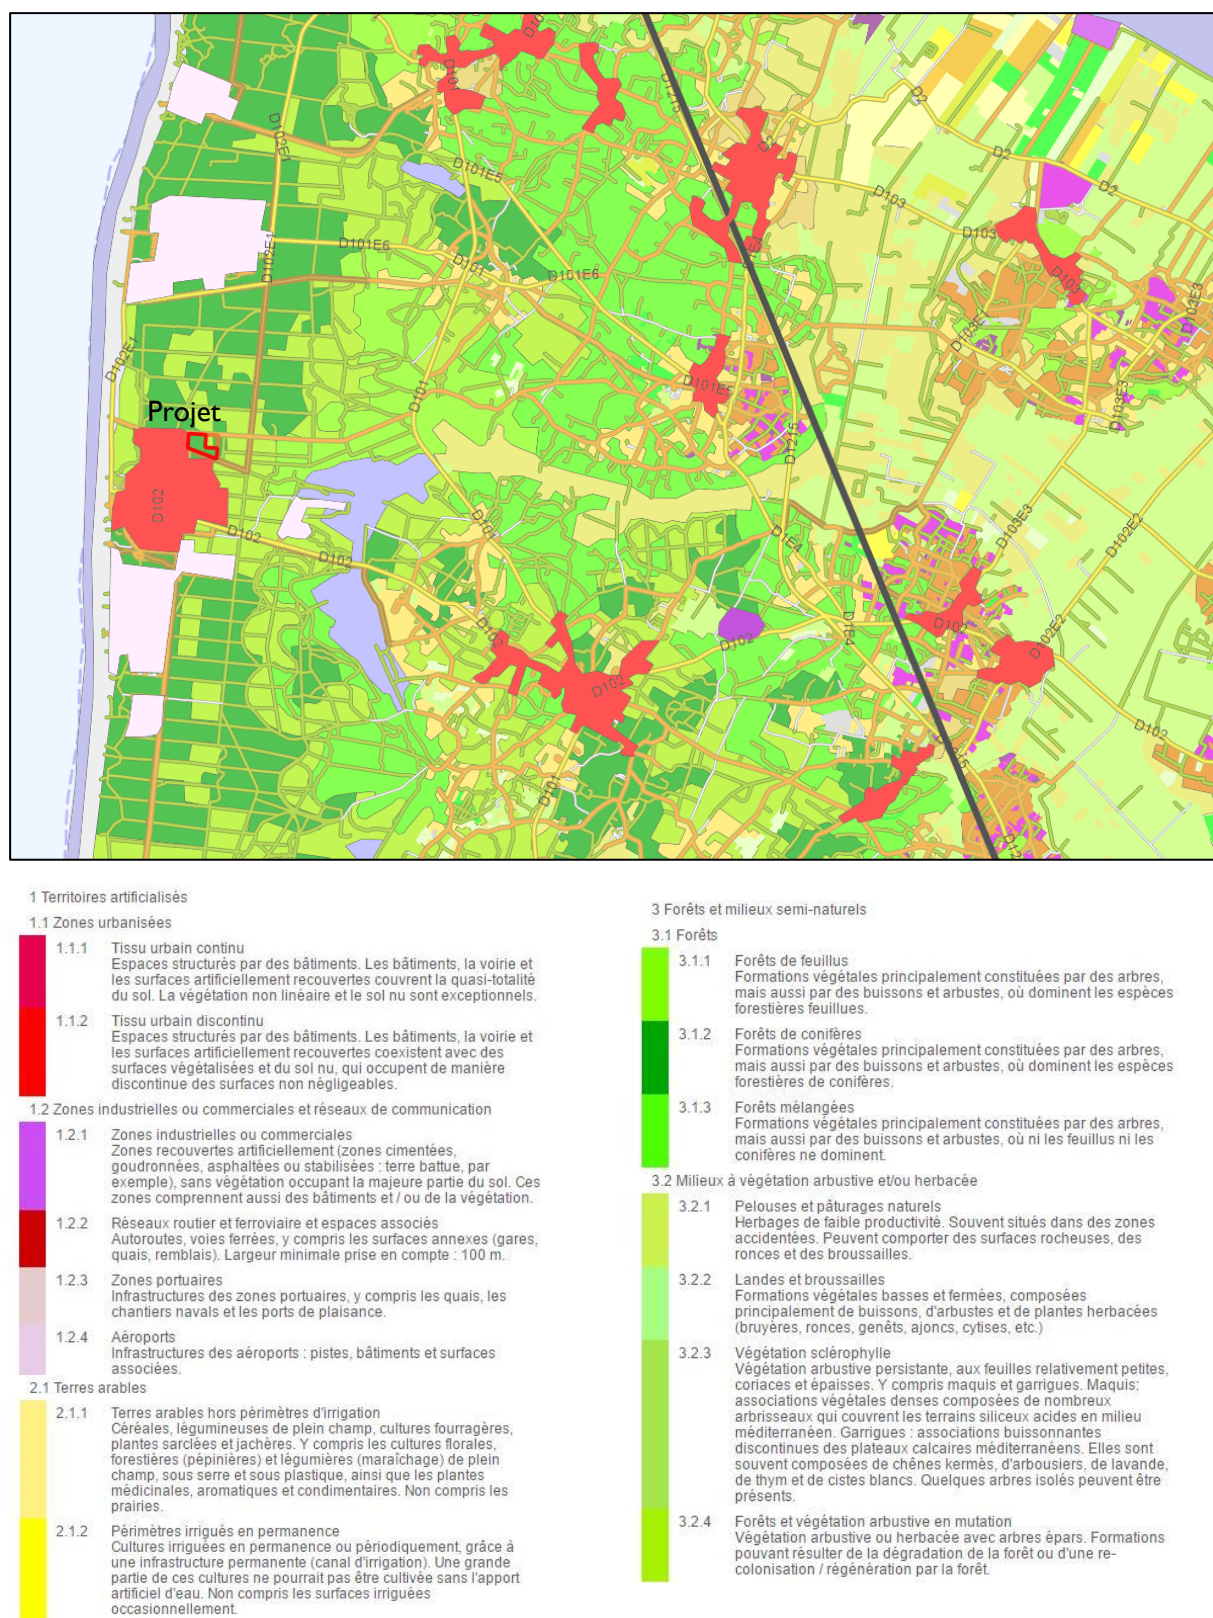 D101
D101
D1215
D2
D2
D2
D2
D102E1
D101E5
D103
D103
D103
D103E3
D1E4
D101E6
D101
D101E6
D102E1
D103E1
D102E1
D101
D101E5
D103E3
Projet
D1215
D102
D102
D102
D101
D1E4
D103E3
D102E2
D102
D102
D102
D1E4
D102
D102E2
D102
D101
1 Territoires artificialisés
1.1 Zones urbanisées
1.1.1 Tissu urbain continu
Espaces structurés par des bâtiments. Les bâtiments, la voirie et
les surfaces artificiellement recouvertes couvrent la quasi-totalité
du sol. La végétation non linéaire et le sol nu sont exceptionnels.
1.1.2 Tissu urbain discontinu
Espaces structurés par des bâtiments. Les bâtiments, la voirie et
les surfaces artificiellement recouvertes coexistent avec des
surfaces végétalisées et du sol nu, qui occupent de manière
discontinue des surfaces non négligeables.
1.2 Zones industrielles ou commerciales et réseaux de communication
1.2.1 Zones industrielles ou commerciales
Zones recouvertes artificiellement (zones cimentées,
goudronnées, asphaltées ou stabilisées : terre battue, par
exemple), sans végétation occupant la majeure partie du sol. Ces
zones comprennent aussi des bâtiments et / ou de la végétation.
1.2.2 Réseaux routier et ferroviaire et espaces associés
Autoroutes, voies ferrées, y compris les surfaces annexes (gares,
quais, remblais). Largeur minimale prise en compte : 100 m.
1.2.3 Zones portuaires
Infrastructures des zones portuaires, y compris les quais, les
chantiers navals et les ports de plaisance.
1.2.4 Aéroports
Infrastructures des aéroports : pistes, bâtiments et surfaces
associées.
2.1 Terres arables
2.1.1 Terres arables hors périmètres d'irrigation
Céréales, légumineuses de plein champ, cultures fourragères,
plantes sarclées et jachères. Y compris les cultures florales,
forestières (pépinières) et légumières (maraîchage) de plein
champ, sous serre et sous plastique, ainsi que les plantes
médicinales, aromatiques et condimentaires. Non compris les
prairies.
2.1.2 Périmètres irrigués en permanence
Cultures irriguées en permanence ou périodiquement, grâce à
une infrastructure permanente (canal d'irrigation). Une grande
partie de ces cultures ne pourrait pas être cultivée sans l'apport
artificiel d'eau. Non compris les surfaces irriguées
occasionnellement.
3 Forêts et milieux semi-naturels
3.1 Forêts
3.1.1 Forêts de feuillus
Formations végétales principalement constituées par des arbres,
mais aussi par des buissons et arbustes, où dominent les espèces
forestières feuillues.
3.1.2 Forêts de conifères
Formations végétales principalement constituées par des arbres,
mais aussi par des buissons et arbustes, où dominent les espèces
forestières de conifères.
3.1.3 Forêts mélangées
Formations végétales principalement constituées par des arbres,
mais aussi par des buissons et arbustes, où ni les feuillus ni les
conifères ne dominent.
3.2 Milieux à végétation arbustive et/ou herbacée
3.2.1 Pelouses et pâturages naturels
Herbages de faible productivité. Souvent situés dans des zones
accidentées. Peuvent comporter des surfaces rocheuses, des
ronces et des broussailles.
3.2.2 Landes et broussailles
Formations végétales basses et fermées, composées
principalement de buissons, d'arbustes et de plantes herbacées
(bruyères, ronces, genêts, ajoncs, cytises, etc.)
3.2.3 Végétation sclérophylle
Végétation arbustive persistante, aux feuilles relativement petites,
coriaces et épaisses. Y compris maquis et garrigues. Maquis:
associations végétales denses composées de nombreux
arbrisseaux qui couvrent les terrains siliceux acides en milieu
méditerranéen. Garrigues : associations buissonnantes
discontinues des plateaux calcaires méditerranéens. Elles sont
souvent composées de chênes kermès, d'arbousiers, de lavande,
de thym et de cistes blancs. Quelques arbres isolés peuvent être
présents.
3.2.4 Forêts et végétation arbustive en mutation
Végétation arbustive ou herbacée avec arbres épars. Formations
pouvant résulter de la dégradation de la forêt ou d'une re-
colonisation / régénération par la forêt.